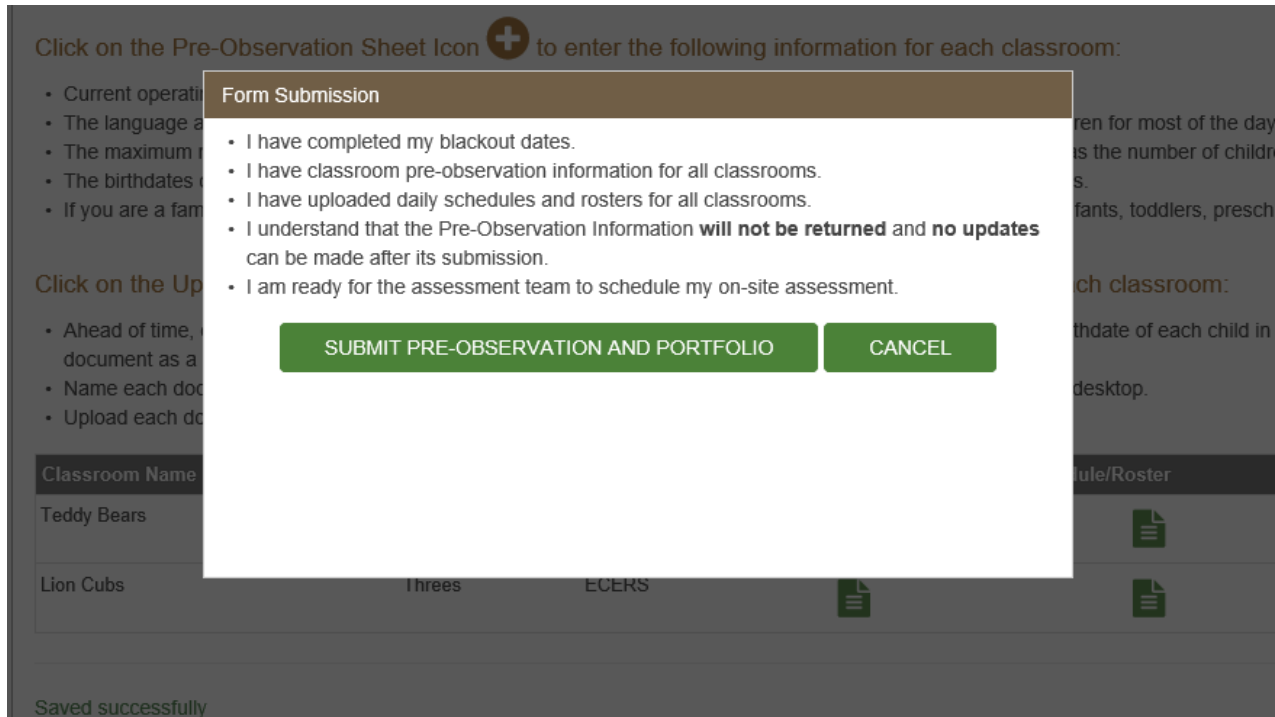 Click on the Pre-Observation Sheet Icon to enter the following information for each classroom:
• Current operati
• The language a ren for most of the day
• The maximum r is the number of childre
• The birthdates s.
• If you are a fam fants, toddlers, presch
Form Submission
• I have completed my blackout dates.
• I have classroom pre-observation information for all classrooms.
• I have uploaded daily schedules and rosters for all classrooms.
• I understand that the Pre-Observation Information will not be returned and no updates
can be made after its submission.
• I am ready for the assessment team to schedule my on-site assessment.
SUBMIT PRE-OBSERVATION AND PORTFOLIO CANCEL
Click on the Up ch classroom:
• Ahead of time, thdate of each child in
document as a
• Name each doc desktop.
• Upload each do
Classroom Name ule/Roster
Teddy Bears
Lion Cubs Threes ECERS
Saved successfully